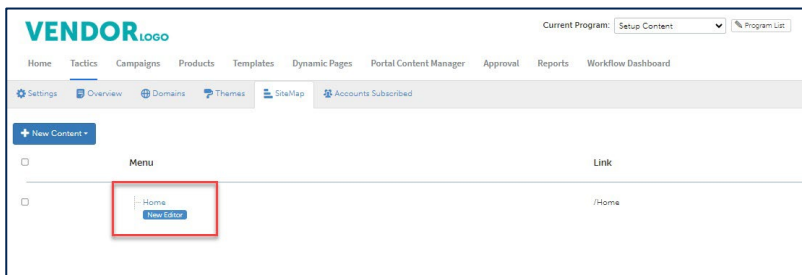 VENDOR LOGO
Current Program: Setup Content Program List
Home Tactics Campaigns Products Templates Dynamic Pages Portal Content Manager Approval Reports Workflow Dashboard
Settings Overview Domains Themes SiteMap Accounts Subscribed
New Content
Menu Link
Home /Home
New Editor